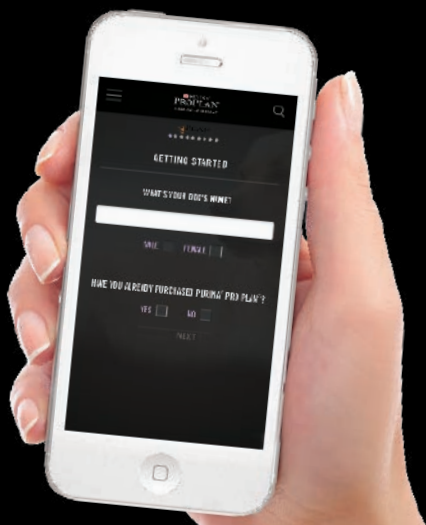 PRO PLAN
GETTING STARTED
WHAT'S YOUR DOG'S NAME?
MALE FEMALE
HAVE YOU ALREADY PURCHASED PURINA® PRO PLAN®?
YES NO
NEXT